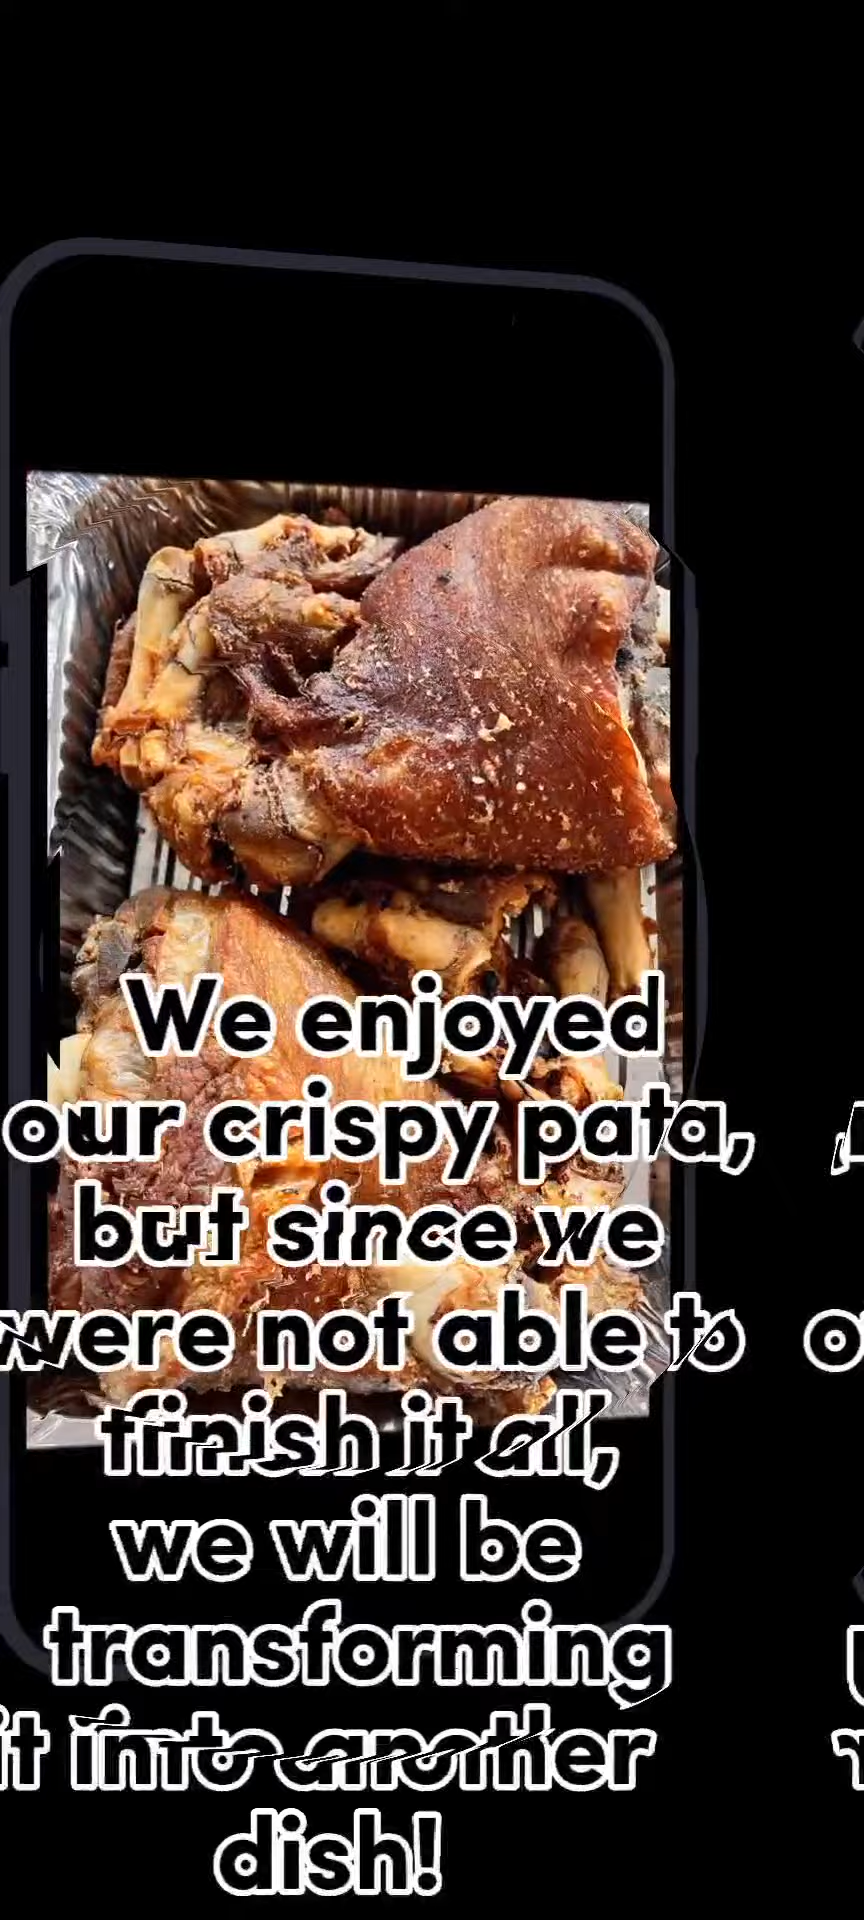 We enjoyed
our crispy pata,
but since we
were not able to
finish it all,
we will be
transforming
it into another
dish!